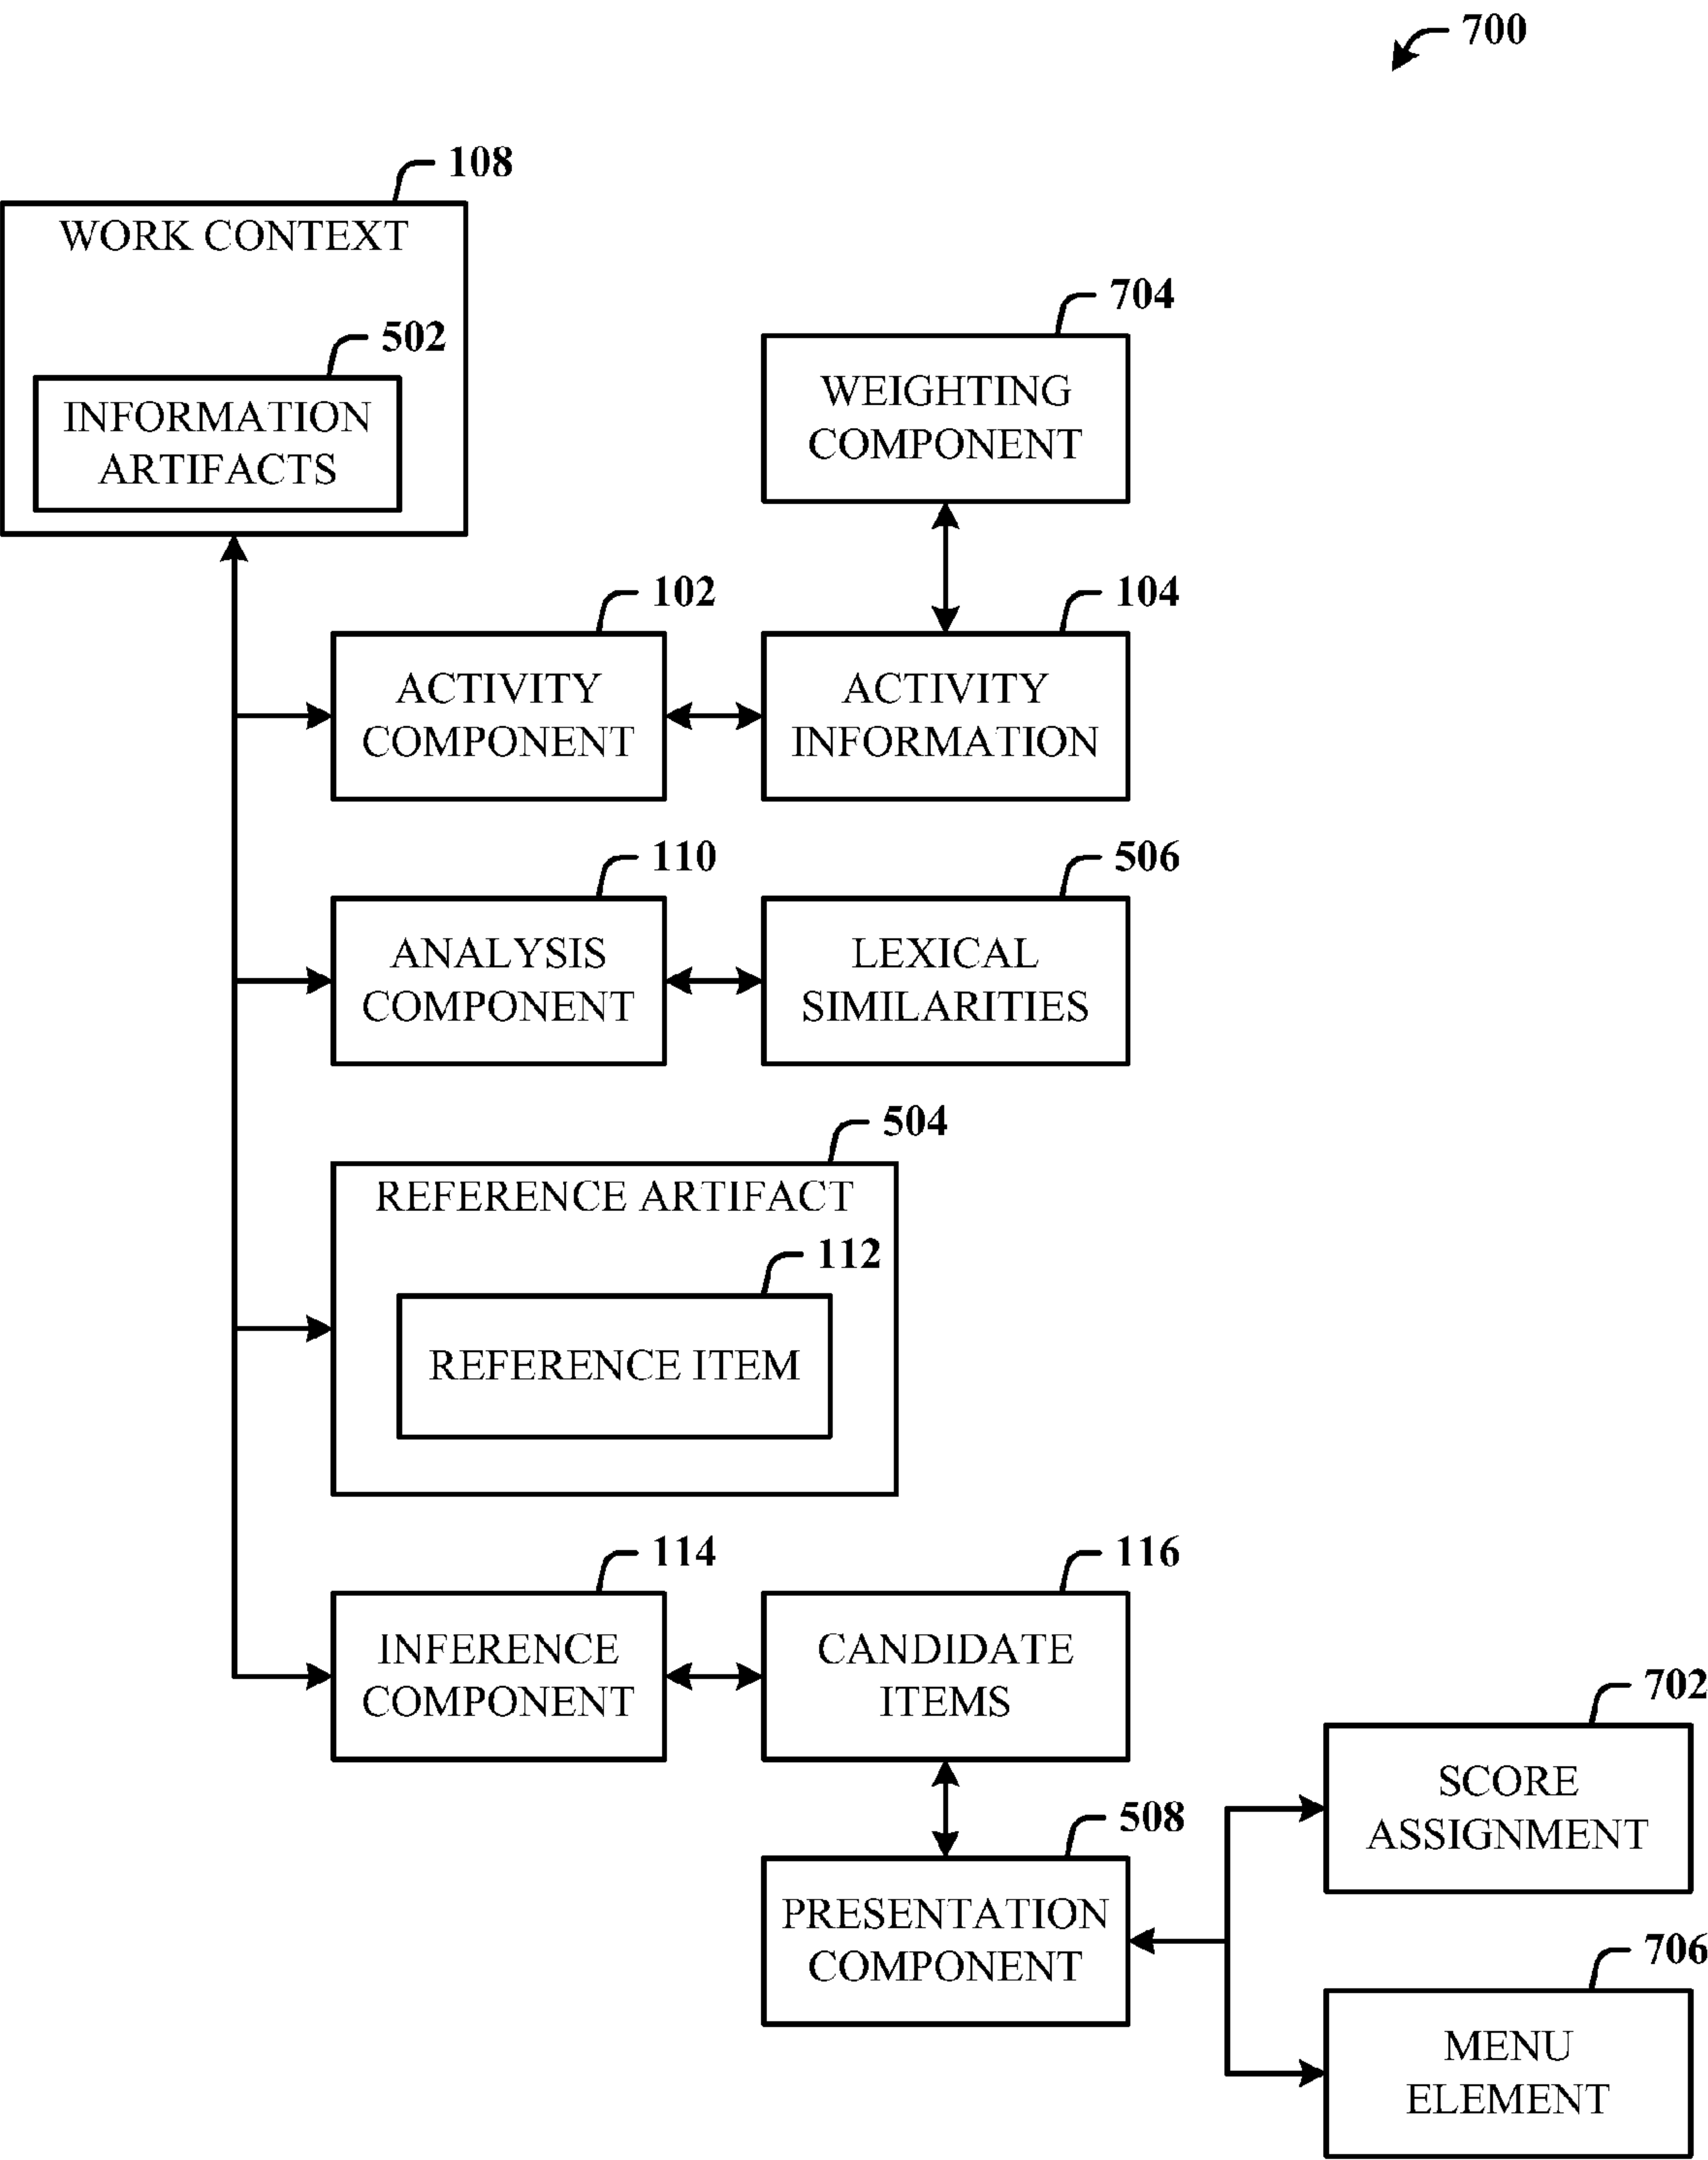 700
108
WORK CONTEXT
502
INFORMATION
ARTIFACTS
704
WEIGHTING
COMPONENT
102
ACTIVITY
COMPONENT
104
ACTIVITY
INFORMATION
110
ANALYSIS
COMPONENT
506
LEXICAL
SIMILARITIES
504
REFERENCE ARTIFACT
112
REFERENCE ITEM
114
INFERENCE
COMPONENT
116
CANDIDATE
ITEMS
508
PRESENTATION
COMPONENT
702
SCORE
ASSIGNMENT
706
MENU
ELEMENT